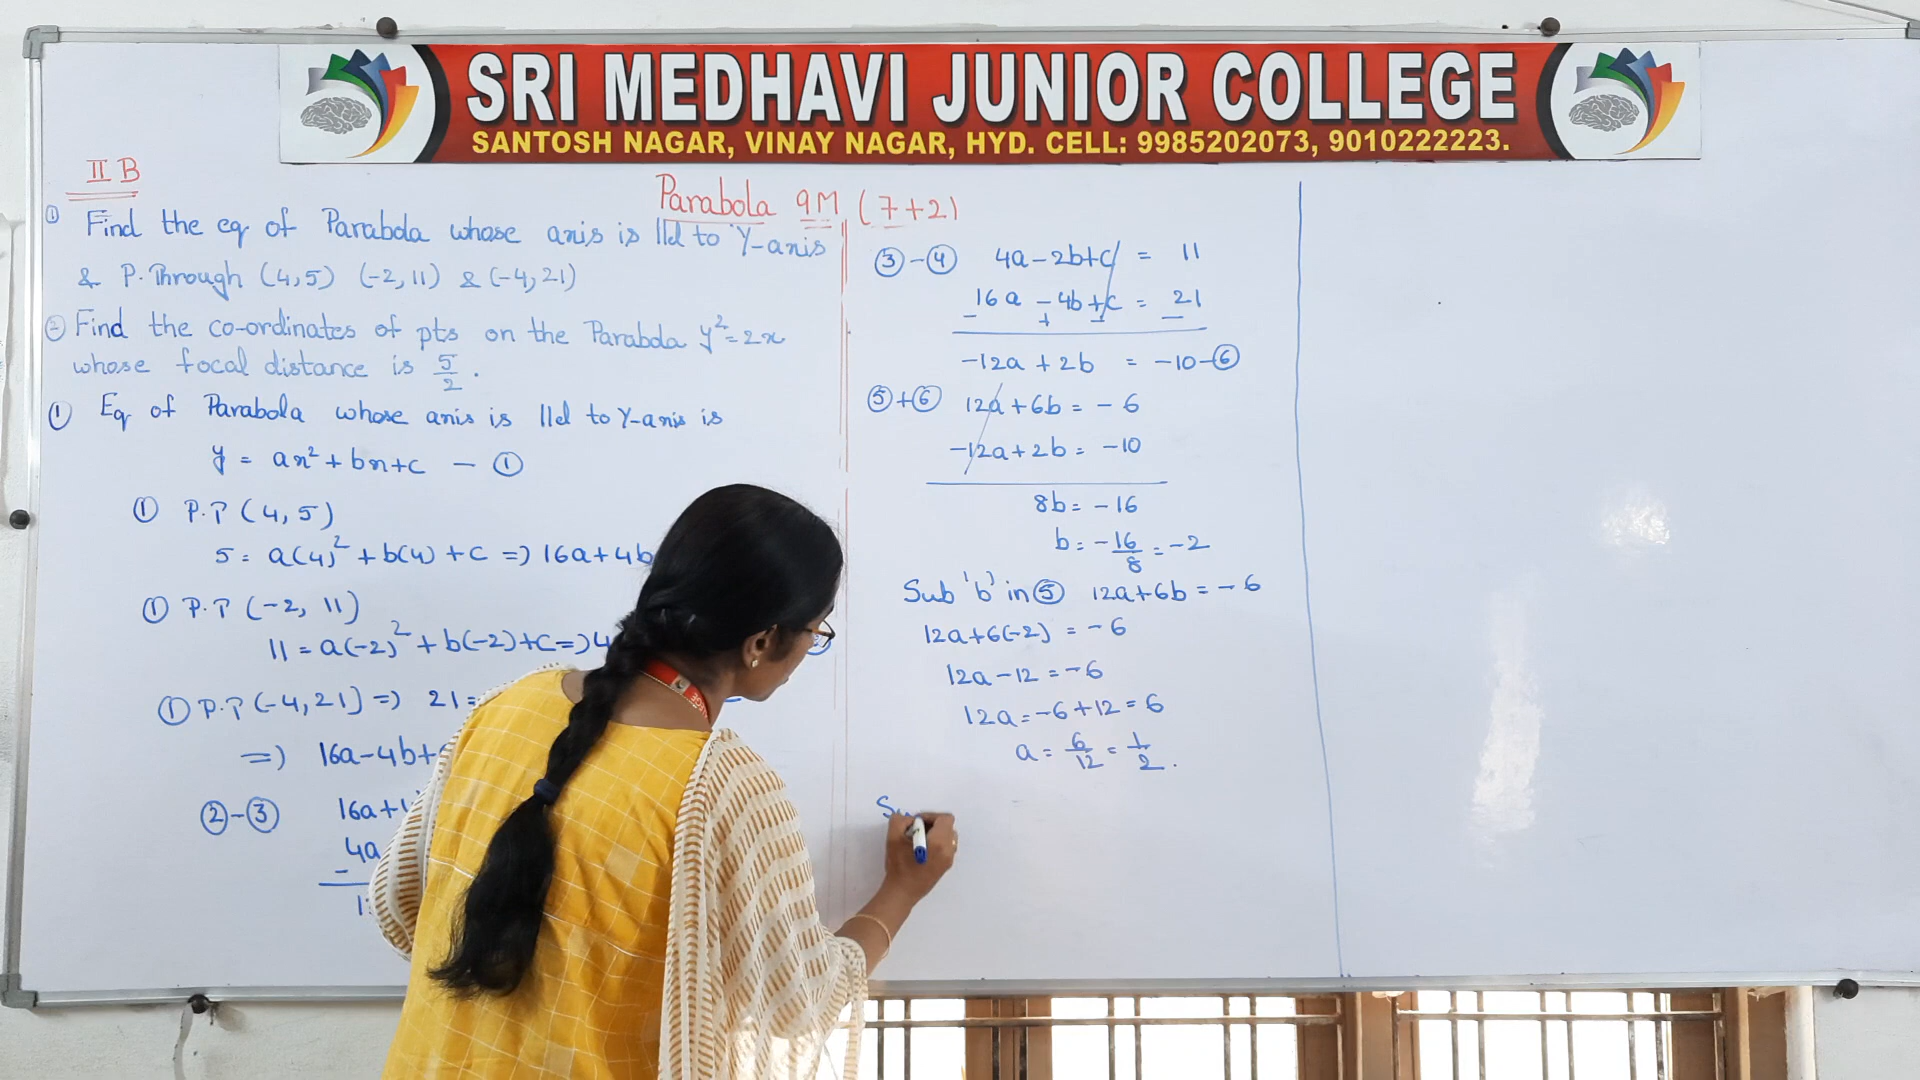 SRI MEDHAVI JUNIOR COLLEGE
SANTOSH NAGAR, VINAY NAGAR, HYD. CELL: 9985202073, 9010222223.
II B
Parabola 9M (7+2)
① Find the eq of Parabola whose axis is ||el to Y-axis
& P. Through (4,5) (-2,11) & (-4,21)
② Find the co-ordinates of pts on the Parabola y²=2x
whose focal distance is 5/2.
① Eq of Parabola whose axis is ||el to Y-axis is
y = ax²+bx+c — ①
① P.T (4,5)
5 = a(4)²+b(4)+c => 16a+4b
① P.T (-2, 11)
11 = a(-2)²+b(-2)+c => 4
① P.T (-4,21) => 21 =
=> 16a-4b+
②-③ 16a+
4a
-
1
③-④ 4a-2b+c = 11
16a -4b+c = 21
- + - -
-12a+2b = -10-⑥
⑤+⑥ 12a+6b = -6
-12a+2b = -10
8b = -16
b = -16/8 = -2
Sub 'b' in ⑤ 12a+6b = -6
12a+6(-2) = -6
12a-12 = -6
12a = -6+12 = 6
a = 6/12 = 1/2.
Su